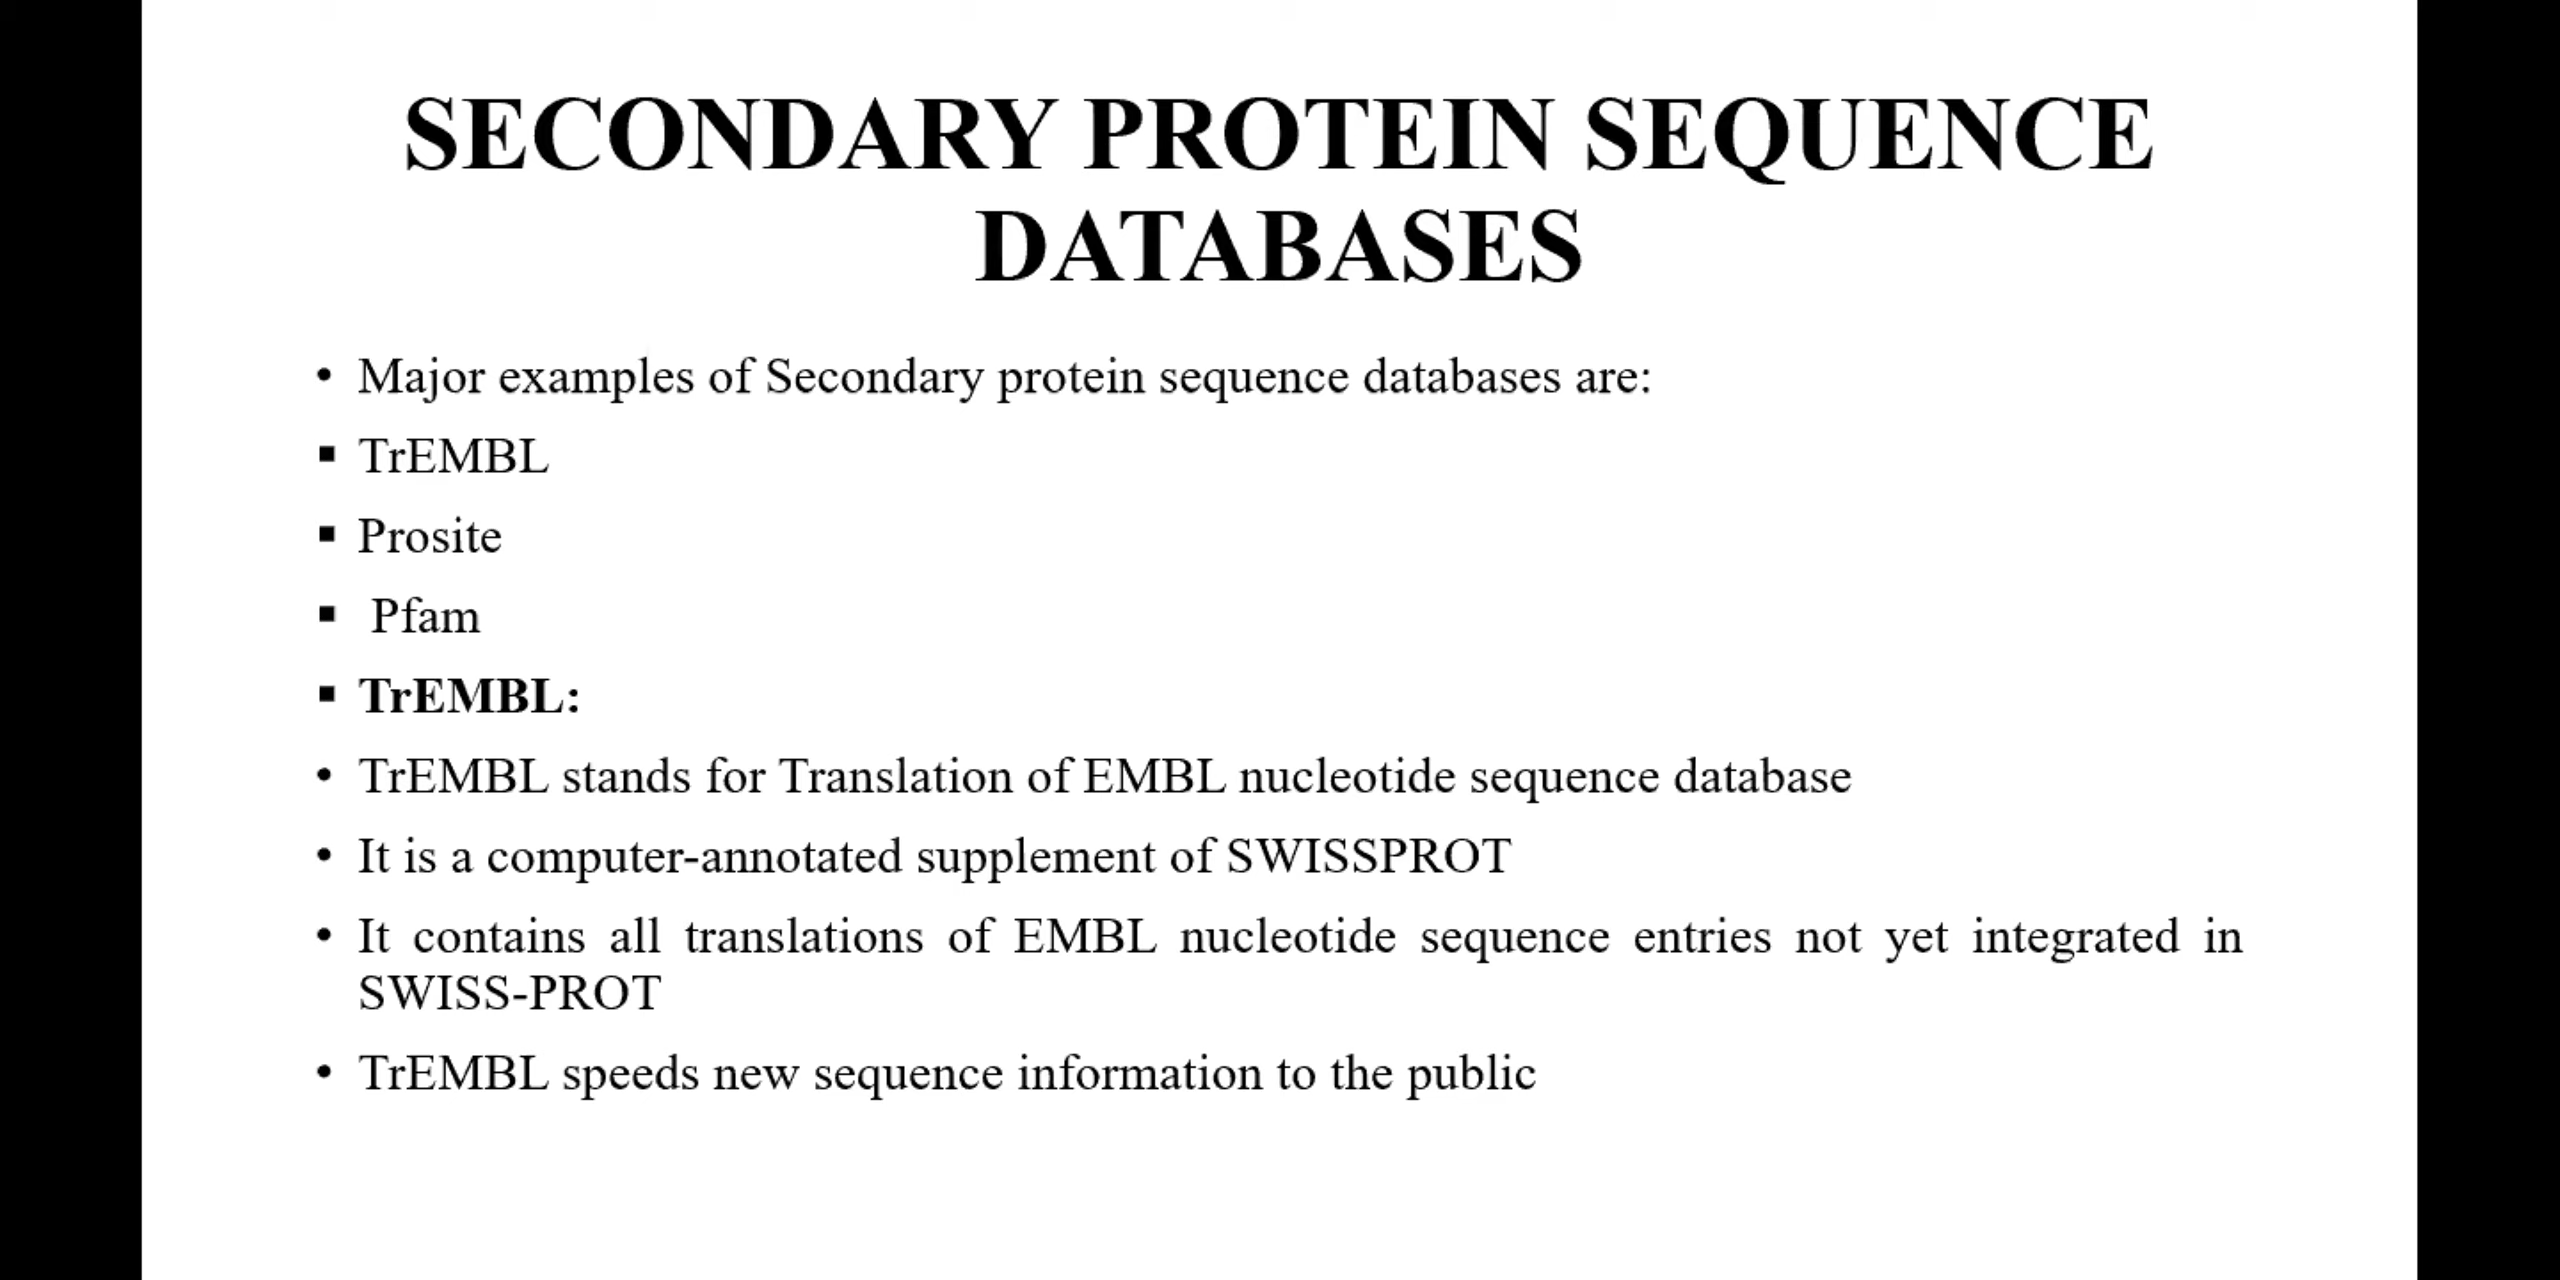 SECONDARY PROTEIN SEQUENCE
DATABASES
• Major examples of Secondary protein sequence databases are:
▪ TrEMBL
▪ Prosite
▪ Pfam
▪ TrEMBL:
• TrEMBL stands for Translation of EMBL nucleotide sequence database
• It is a computer-annotated supplement of SWISSPROT
• It contains all translations of EMBL nucleotide sequence entries not yet integrated in
SWISS-PROT
• TrEMBL speeds new sequence information to the public